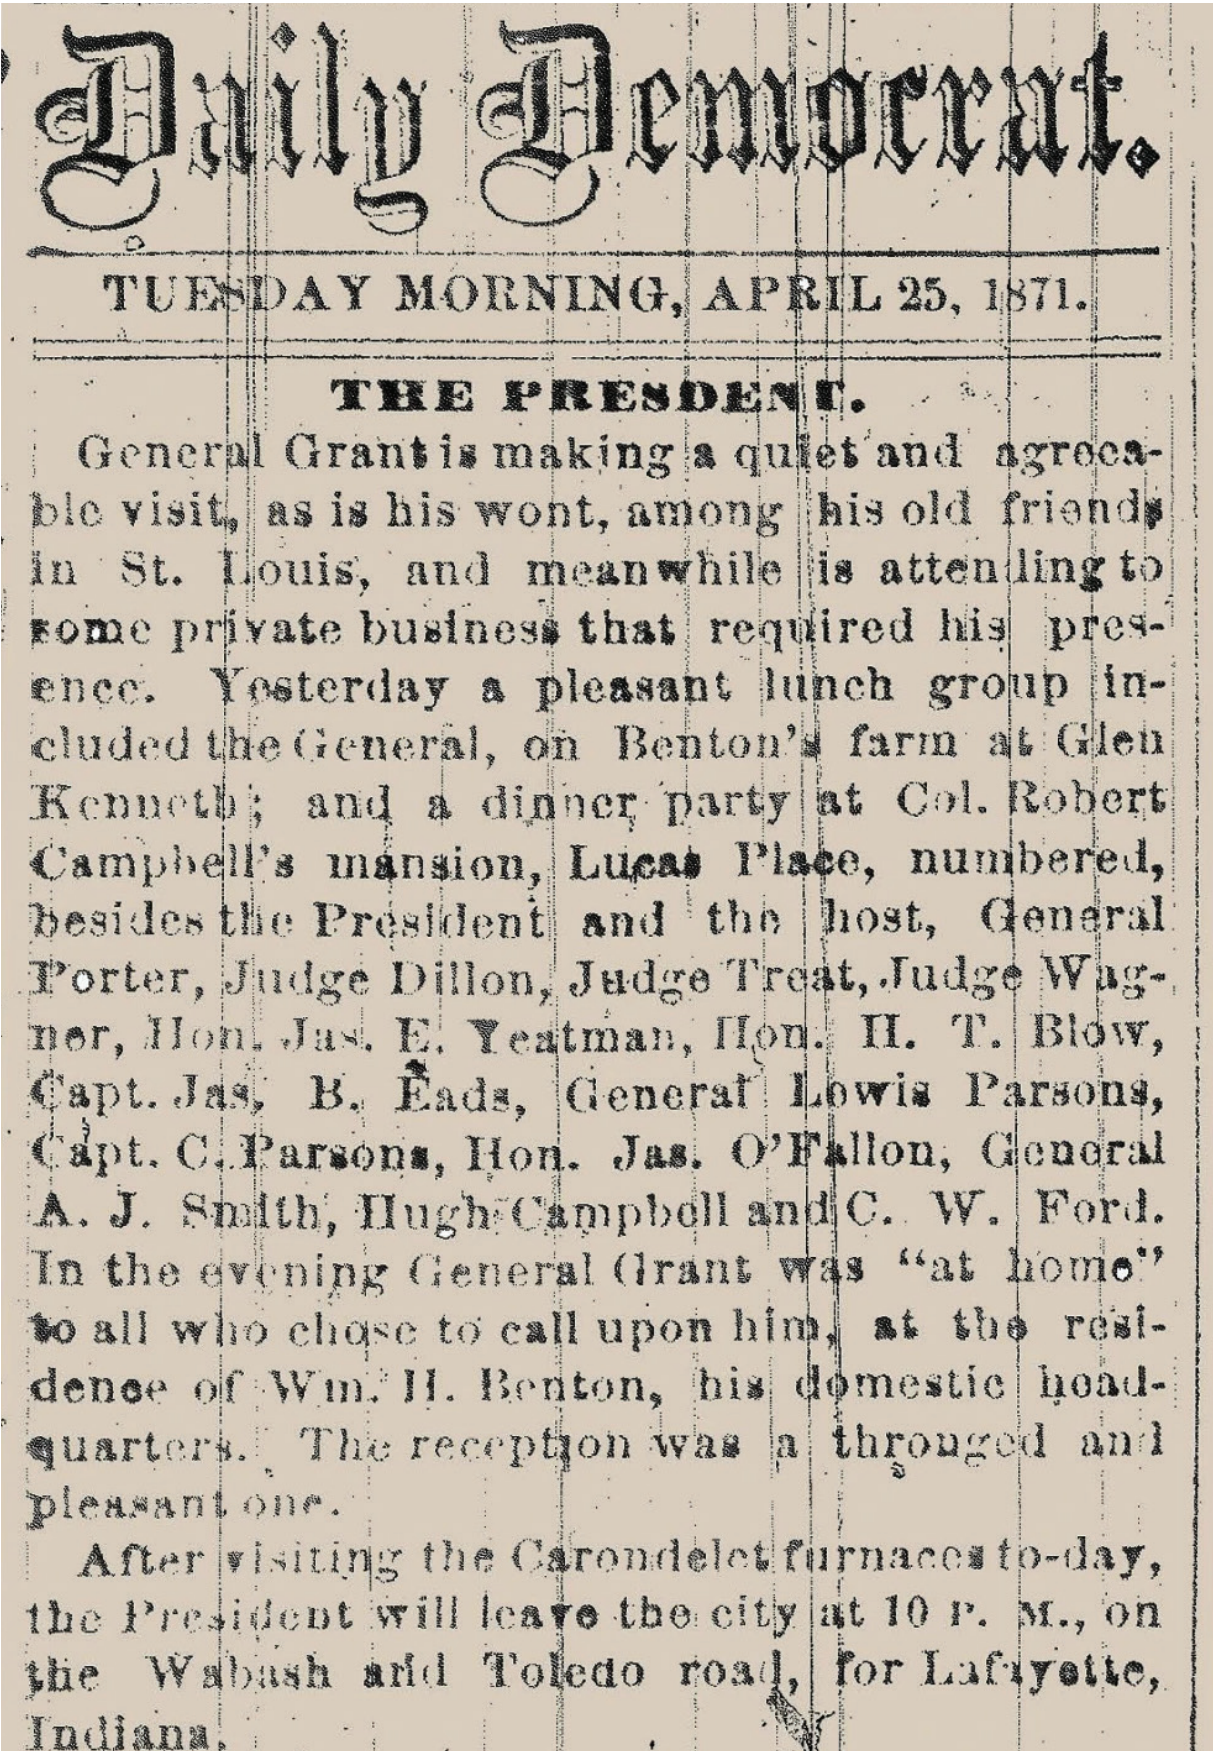 Daily Democrat.
TUESDAY MORNING, APRIL 25, 1871.
THE PRESDENT.
General Grant is making a quiet and agreea-
ble visit, as is his wont, among his old friends
in St. Louis, and meanwhile is attending to
some private business that required his pres-
ence. Yesterday a pleasant lunch group in-
cluded the General, on Benton's farm at Glen
Kenneth; and a dinner party at Col. Robert
Campbell's mansion, Lucas Place, numbered,
besides the President and the host, General
Porter, Judge Dillon, Judge Treat, Judge Wag-
ner, Hon. Jas. E. Yeatman, Hon. H. T. Blow,
Capt. Jas. B. Eads, General Lewis Parsons,
Capt. C. Parsons, Hon. Jas. O'Fallon, General
A. J. Smith, Hugh Campbell and C. W. Ford.
In the evening General Grant was "at home"
to all who chose to call upon him, at the resi-
dence of Wm. H. Benton, his domestic head-
quarters. The reception was a thronged and
pleasant one.
After visiting the Carondelet furnaces to-day,
the President will leave the city at 10 P. M., on
the Wabash and Toledo road, for Lafayette,
Indiana.